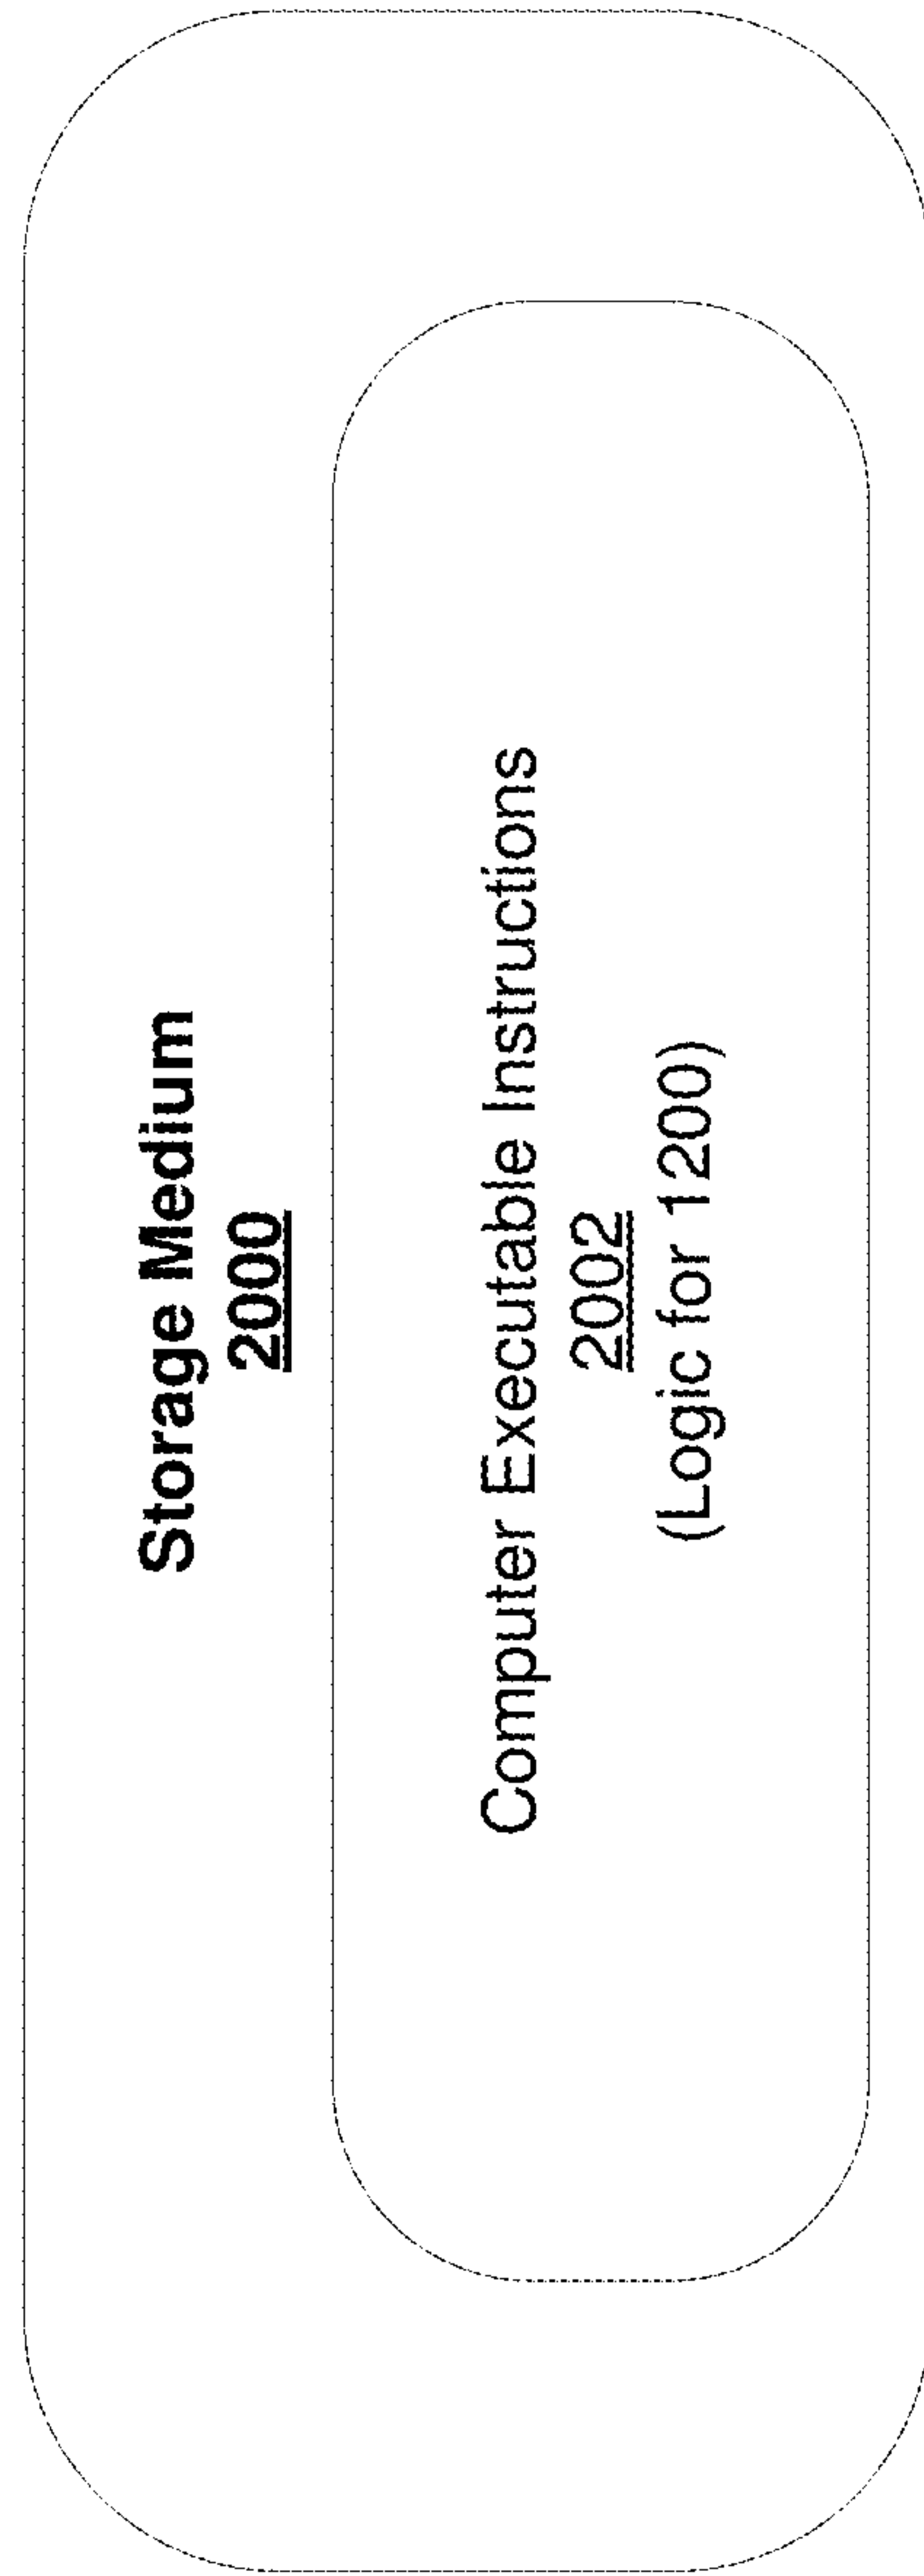 Storage Medium
2000
Computer Executable Instructions
2002
(Logic for 1200)